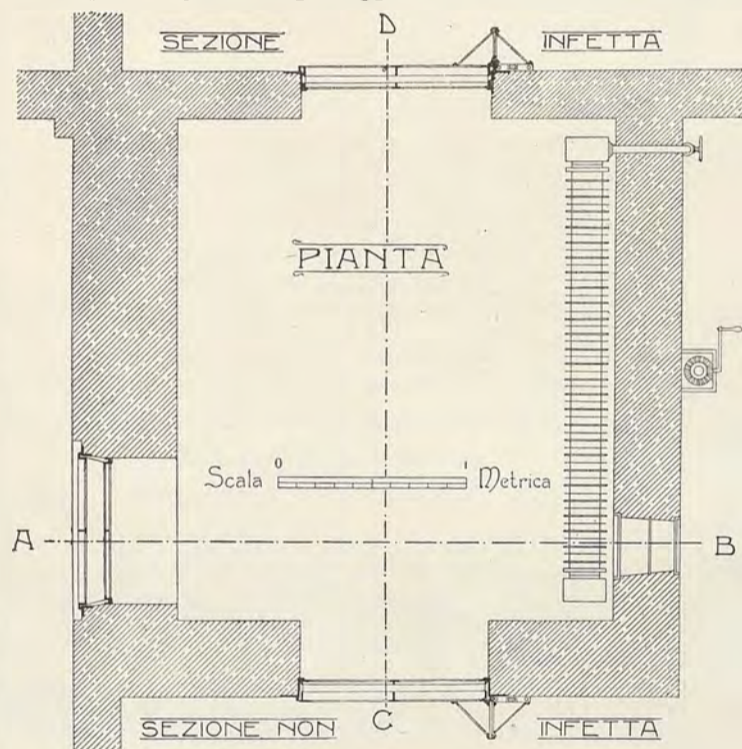 D
SEZIONE INFETTA
PIANTA
0 1
Scala Metrica
A B
C
SEZIONE NON INFETTA